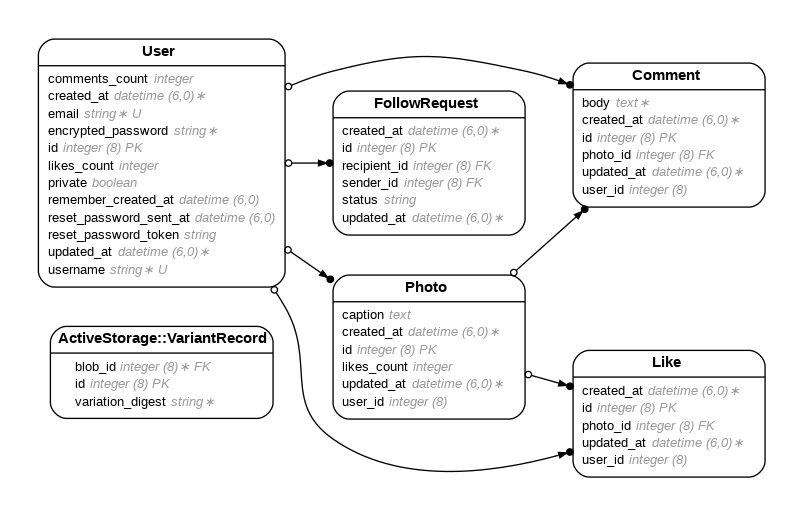 User
comments_count integer
created_at datetime (6,0)∗
email string∗ U
encrypted_password string∗
id integer (8) PK
likes_count integer
private boolean
remember_created_at datetime (6,0)
reset_password_sent_at datetime (6,0)
reset_password_token string
updated_at datetime (6,0)∗
username string∗ U
FollowRequest
created_at datetime (6,0)∗
id integer (8) PK
recipient_id integer (8) FK
sender_id integer (8) FK
status string
updated_at datetime (6,0)∗
Comment
body text∗
created_at datetime (6,0)∗
id integer (8) PK
photo_id integer (8) FK
updated_at datetime (6,0)∗
user_id integer (8)
ActiveStorage::VariantRecord
blob_id integer (8)∗ FK
id integer (8) PK
variation_digest string∗
Photo
caption text
created_at datetime (6,0)∗
id integer (8) PK
likes_count integer
updated_at datetime (6,0)∗
user_id integer (8)
Like
created_at datetime (6,0)∗
id integer (8) PK
photo_id integer (8) FK
updated_at datetime (6,0)∗
user_id integer (8)